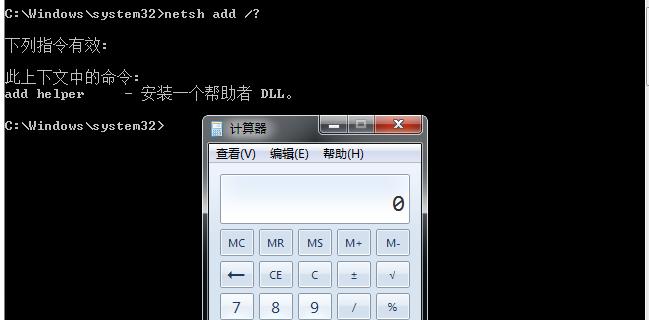 C:\Windows\system32>netsh add /?
下列指令有效:
此上下文中的命令:
add helper     - 安装一个帮助者 DLL。
C:\Windows\system32>
计算器
查看(V) 编辑(E) 帮助(H)
0
MC MR MS M+ M-
← CE C ± √
7 8 9 / %